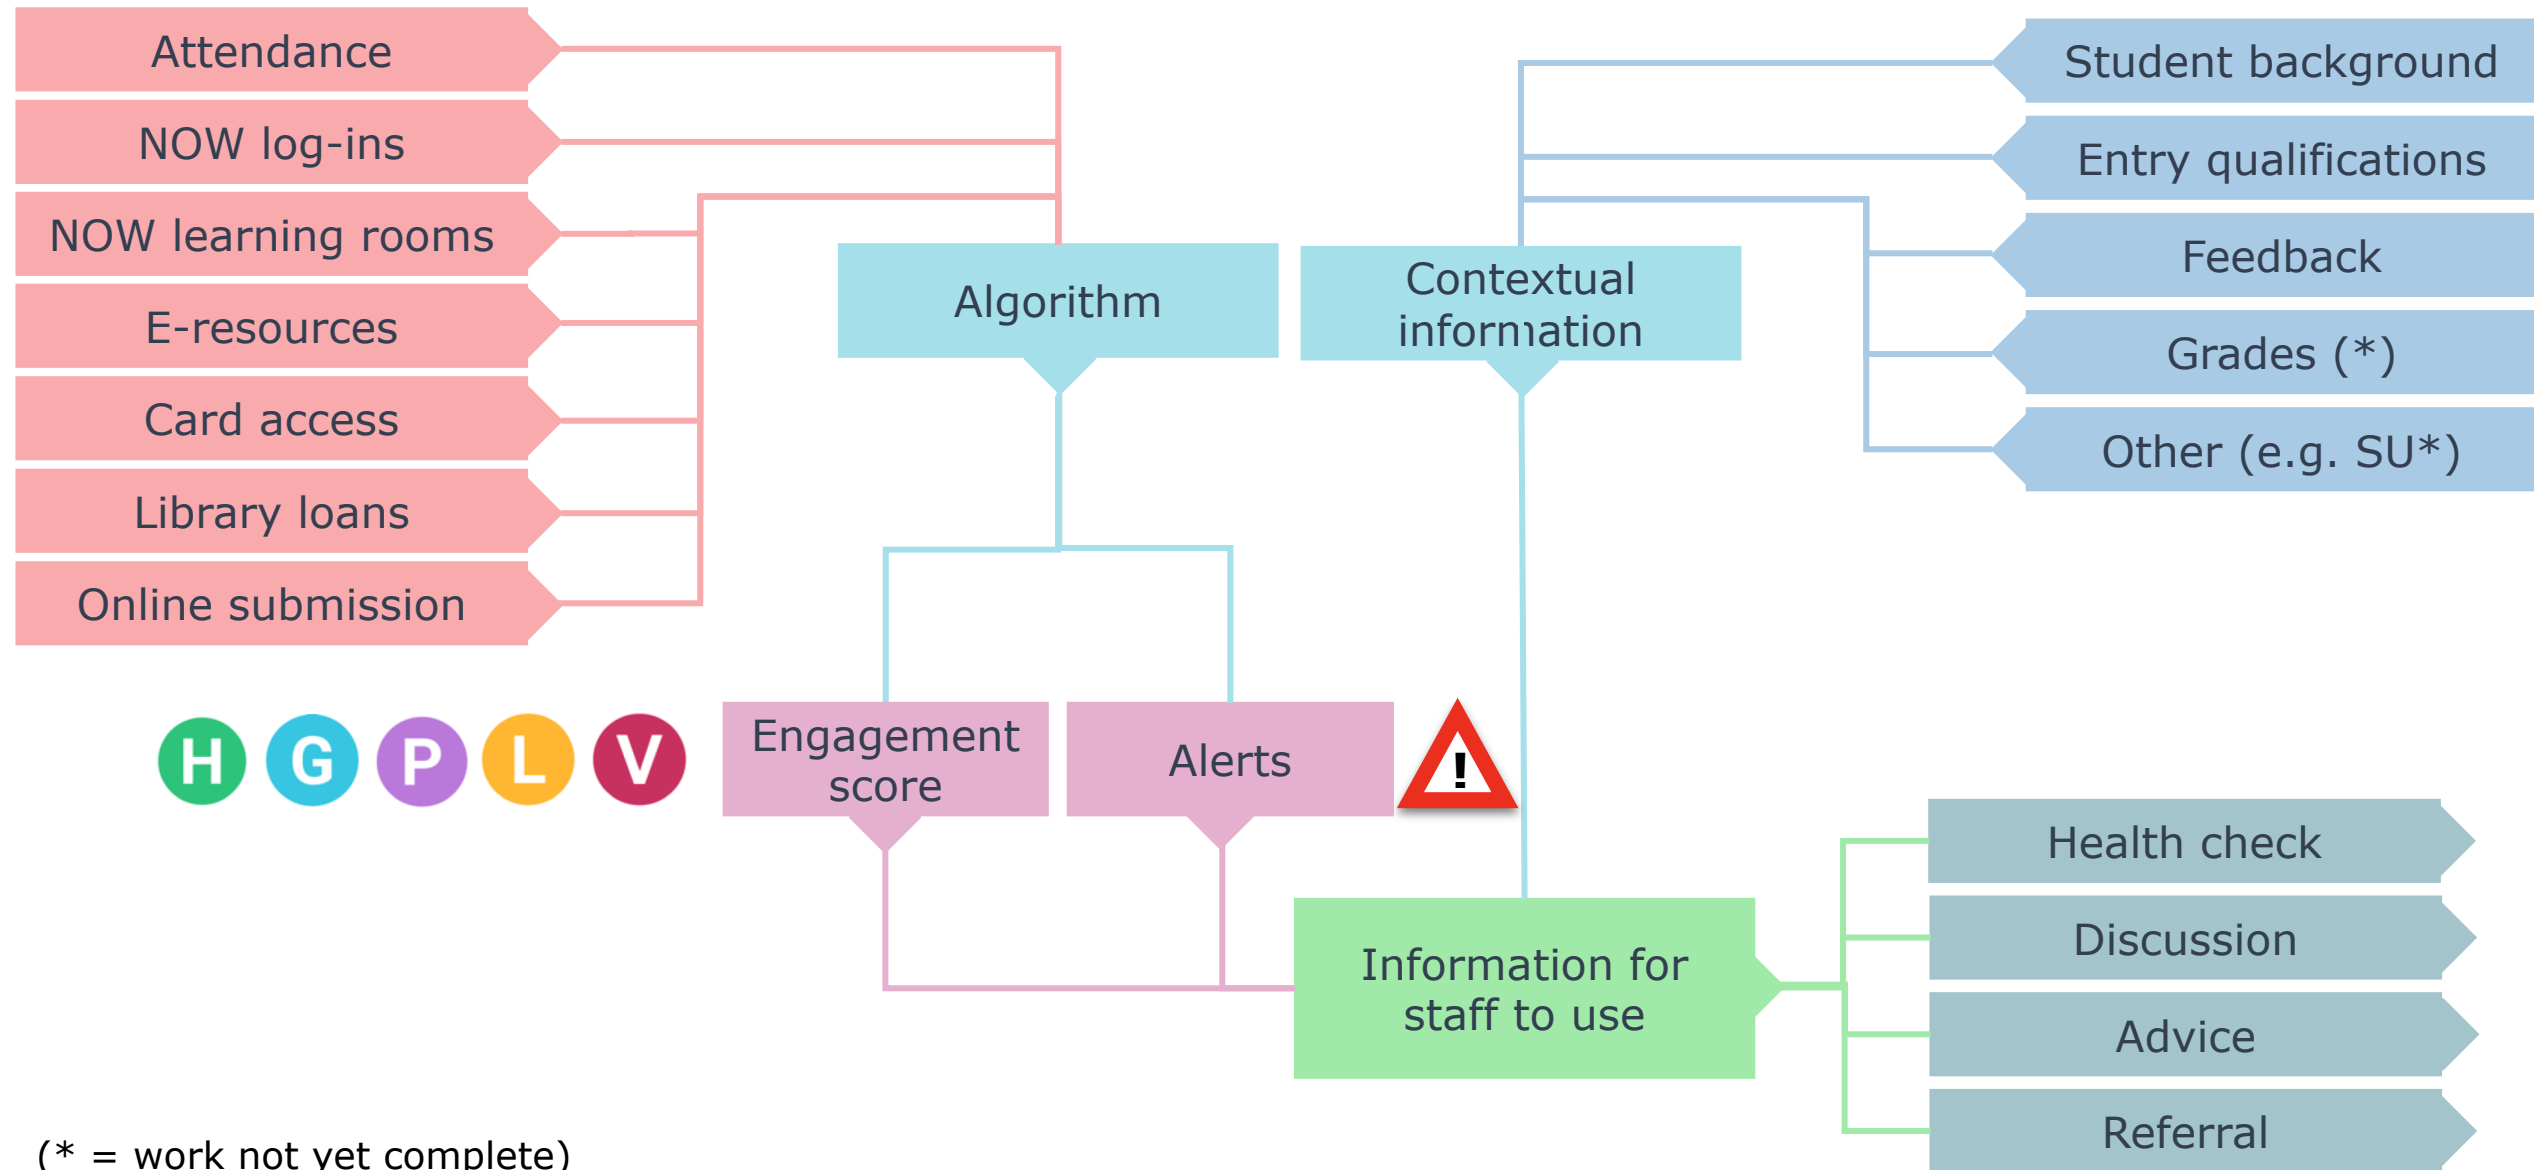 Attendance
NOW log-ins
NOW learning rooms
E-resources
Card access
Library loans
Online submission
Algorithm
Contextual
information
Student background
Entry qualifications
Feedback
Grades (*)
Other (e.g. SU*)
H G P L V
Engagement
score
Alerts
!
Information for
staff to use
Health check
Discussion
Advice
Referral
(* = work not yet complete)